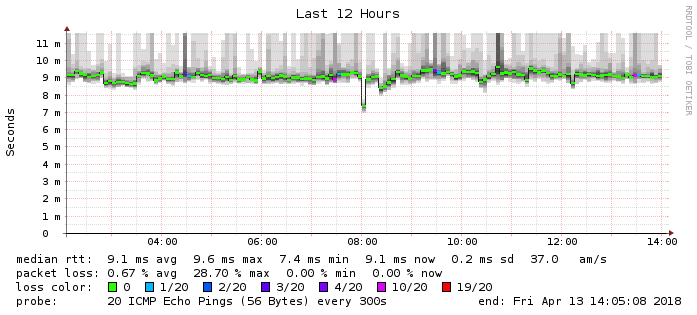 Last 12 Hours
RRDTOOL / TOBI OETIKER
Seconds
11 m
10 m
9 m
8 m
7 m
6 m
5 m
4 m
3 m
2 m
1 m
0
04:00 06:00 08:00 10:00 12:00 14:00
median rtt: 9.1 ms avg 9.6 ms max 7.4 ms min 9.1 ms now 0.2 ms sd 37.0 am/s
packet loss: 0.67 % avg 28.70 % max 0.00 % min 0.00 % now
loss color: 0 1/20 2/20 3/20 4/20 10/20 19/20
probe: 20 ICMP Echo Pings (56 Bytes) every 300s end: Fri Apr 13 14:05:08 2018